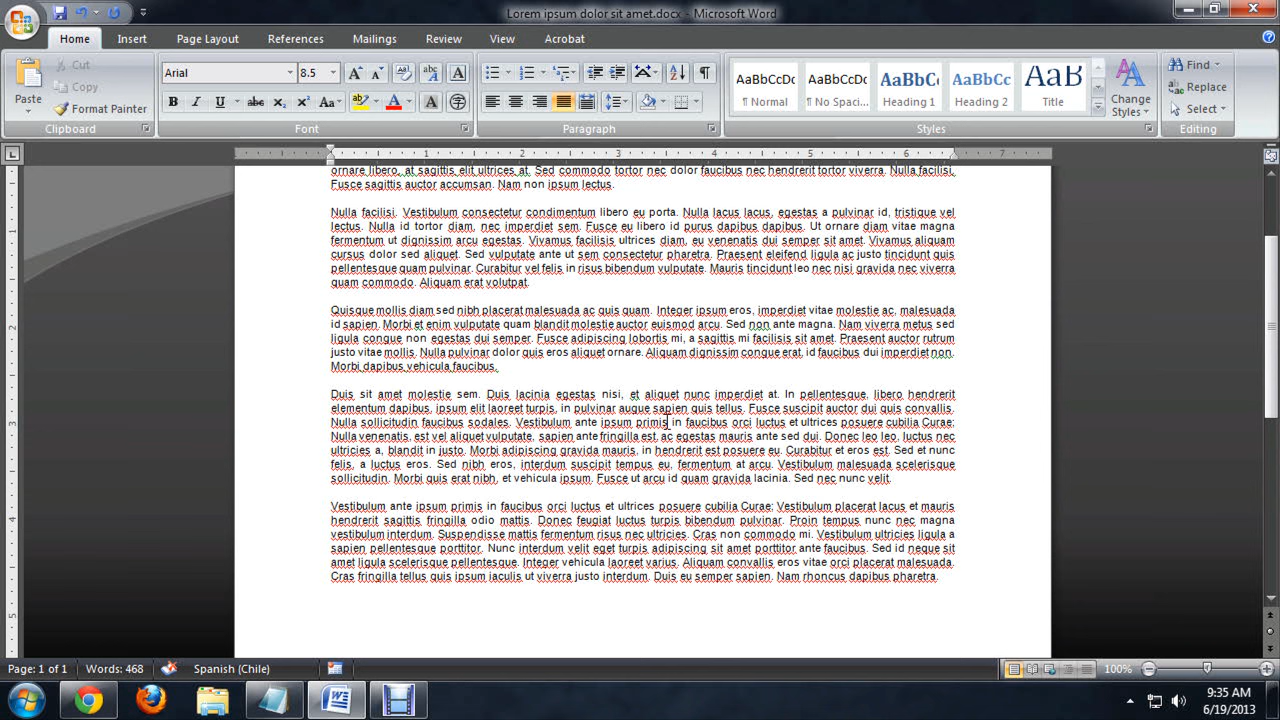 Lorem ipsum dolor sit amet.docx - Microsoft Word
Home Insert Page Layout References Mailings Review View Acrobat
Paste
Cut
Copy
Format Painter
Clipboard
Arial 8.5
Font
Paragraph
AaBbCcDc AaBbCcDc AaBbCc AaBbCc AaB
¶ Normal ¶ No Spaci... Heading 1 Heading 2 Title
Change Styles
Styles
Find
Replace
Select
Editing
1 2 3 4 5 6 7
ornare libero, at sagittis elit ultrices at. Sed commodo tortor nec dolor faucibus nec hendrerit tortor viverra. Nulla facilisi.
Fusce sagittis auctor accumsan. Nam non ipsum lectus.
Nulla facilisi. Vestibulum consectetur condimentum libero eu porta. Nulla lacus lacus, egestas a pulvinar id, tristique vel
lectus. Nulla id tortor diam, nec imperdiet sem. Fusce eu libero id purus dapibus dapibus. Ut ornare diam vitae magna
fermentum ut dignissim arcu egestas. Vivamus facilisis ultrices diam, eu venenatis dui semper sit amet. Vivamus aliquam
cursus dolor sed aliquet. Sed vulputate ante ut sem consectetur pharetra. Praesent eleifend ligula ac justo tincidunt quis
pellentesque quam pulvinar. Curabitur vel felis in risus bibendum vulputate. Mauris tincidunt leo nec nisi gravida nec viverra
quam commodo. Aliquam erat volutpat.
Quisque mollis diam sed nibh placerat malesuada ac quis quam. Integer ipsum eros, imperdiet vitae molestie ac, malesuada
id sapien. Morbi et enim vulputate quam blandit molestie auctor euismod arcu. Sed non ante magna. Nam viverra metus sed
ligula congue non egestas dui semper. Fusce adipiscing lobortis mi, a sagittis mi facilisis sit amet. Praesent auctor rutrum
justo vitae mollis. Nulla pulvinar dolor quis eros aliquet ornare. Aliquam dignissim congue erat, id faucibus dui imperdiet non.
Morbi dapibus vehicula faucibus.
Duis sit amet molestie sem. Duis lacinia egestas nisi, et aliquet nunc imperdiet at. In pellentesque, libero hendrerit
elementum dapibus, ipsum elit laoreet turpis, in pulvinar augue sapien quis tellus. Fusce suscipit auctor dui quis convallis.
Nulla sollicitudin faucibus sodales. Vestibulum ante ipsum primis in faucibus orci luctus et ultrices posuere cubilia Curae;
Nulla venenatis, est vel aliquet vulputate, sapien ante fringilla est, ac egestas mauris ante sed dui. Donec leo leo, luctus nec
ultricies a, blandit in justo. Morbi adipiscing gravida mauris, in hendrerit est posuere eu. Curabitur et eros est. Sed et nunc
felis, a luctus eros. Sed nibh eros, interdum suscipit tempus eu, fermentum at arcu. Vestibulum malesuada scelerisque
sollicitudin. Morbi quis erat nibh, et vehicula ipsum. Fusce ut arcu id quam gravida lacinia. Sed nec nunc velit.
Vestibulum ante ipsum primis in faucibus orci luctus et ultrices posuere cubilia Curae; Vestibulum placerat lacus et mauris
hendrerit sagittis fringilla odio mattis. Donec feugiat luctus turpis bibendum pulvinar. Proin tempus nunc nec magna
vestibulum interdum. Suspendisse mattis fermentum risus nec ultricies. Cras non commodo mi. Vestibulum ultricies ligula a
sapien pellentesque porttitor. Nunc interdum velit eget turpis adipiscing sit amet porttitor ante faucibus. Sed id neque sit
amet ligula scelerisque pellentesque. Integer vehicula laoreet varius. Aliquam convallis eros vitae orci placerat malesuada.
Cras fringilla tellus quis ipsum iaculis ut viverra justo interdum. Duis eu semper sapien. Nam rhoncus dapibus pharetra.
Page: 1 of 1 Words: 468 Spanish (Chile) 100%
9:35 AM
6/19/2013